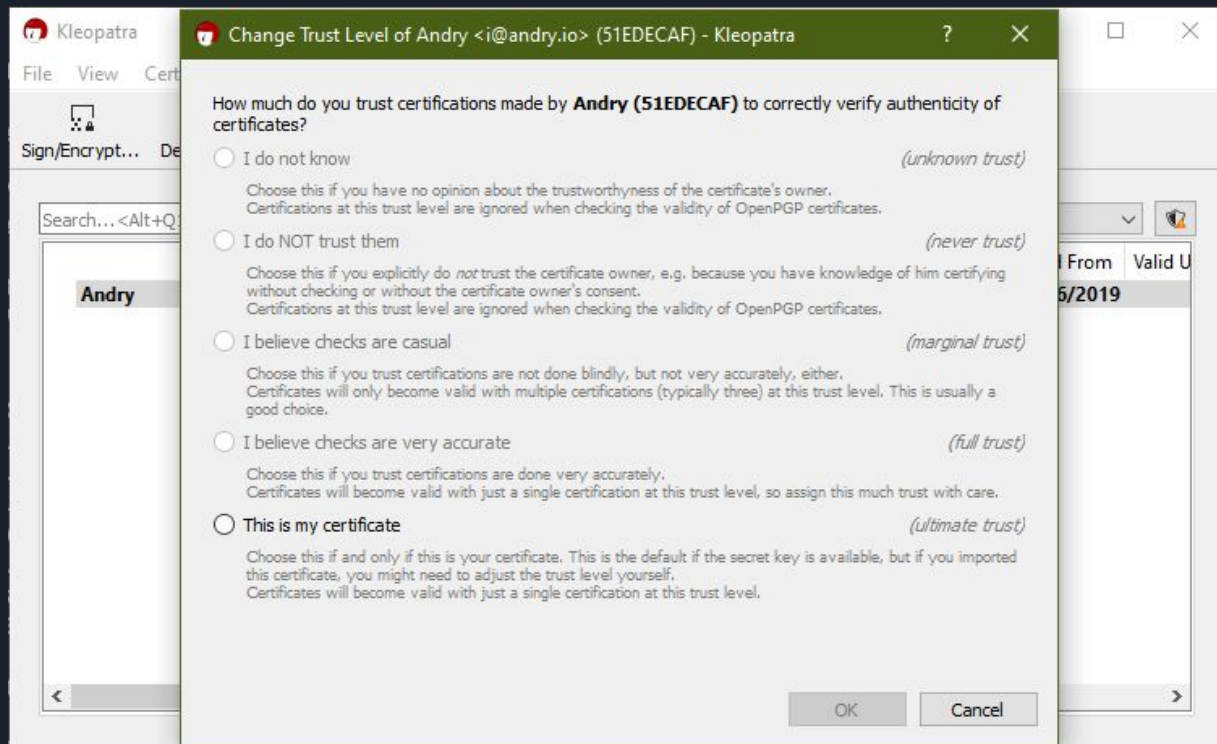 Kleopatra
Change Trust Level of Andry <i@andry.io> (51EDECAF) - Kleopatra ? ×
File View Cert
Sign/Encrypt... De
Search...<Alt+Q
l From Valid U
Andry
6/2019
How much do you trust certifications made by Andry (51EDECAF) to correctly verify authenticity of
certificates?
I do not know (unknown trust)
Choose this if you have no opinion about the trustworthyness of the certificate's owner.
Certifications at this trust level are ignored when checking the validity of OpenPGP certificates.
I do NOT trust them (never trust)
Choose this if you explicitly do not trust the certificate owner, e.g. because you have knowledge of him certifying
without checking or without the certificate owner's consent.
Certifications at this trust level are ignored when checking the validity of OpenPGP certificates.
I believe checks are casual (marginal trust)
Choose this if you trust certifications are not done blindly, but not very accurately, either.
Certificates will only become valid with multiple certifications (typically three) at this trust level. This is usually a
good choice.
I believe checks are very accurate (full trust)
Choose this if you trust certifications are done very accurately.
Certificates will become valid with just a single certification at this trust level, so assign this much trust with care.
This is my certificate (ultimate trust)
Choose this if and only if this is your certificate. This is the default if the secret key is available, but if you imported
this certificate, you might need to adjust the trust level yourself.
Certificates will become valid with just a single certification at this trust level.
OK Cancel